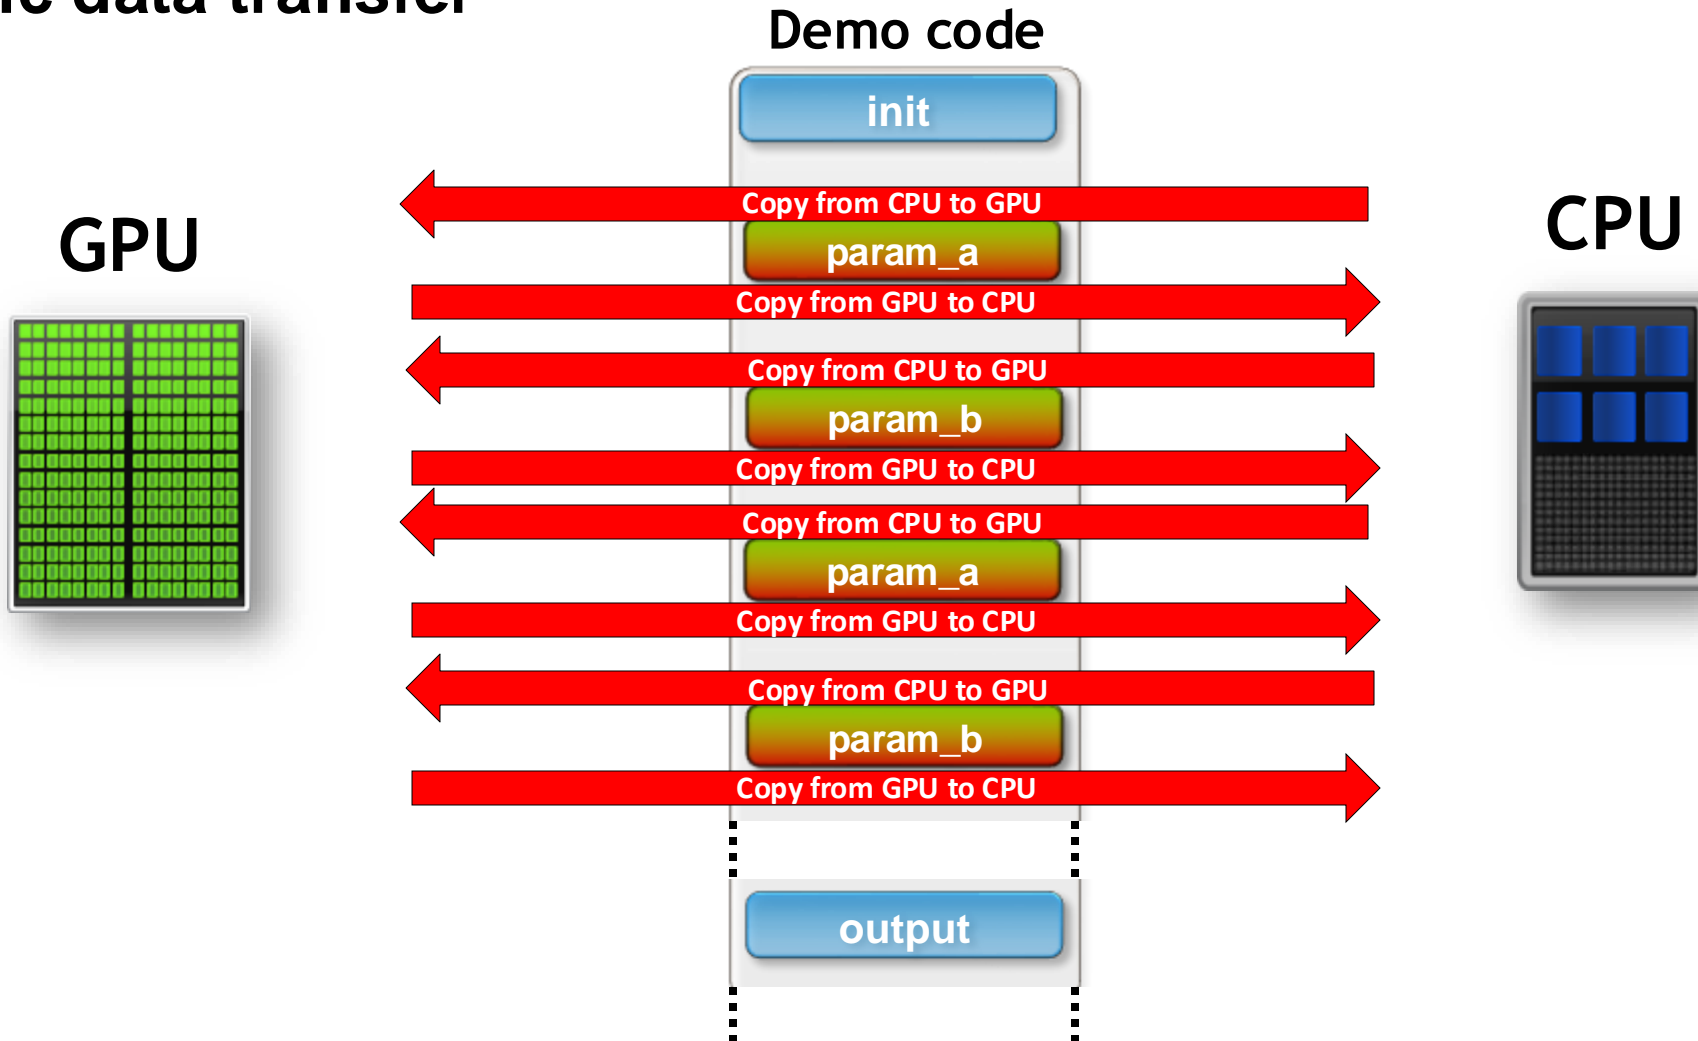 data transfer
Demo code
init
Copy from CPU to GPU
GPU
CPU
param_a
Copy from GPU to CPU
Copy from CPU to GPU
param_b
Copy from GPU to CPU
Copy from CPU to GPU
param_a
Copy from GPU to CPU
Copy from CPU to GPU
param_b
Copy from GPU to CPU
output